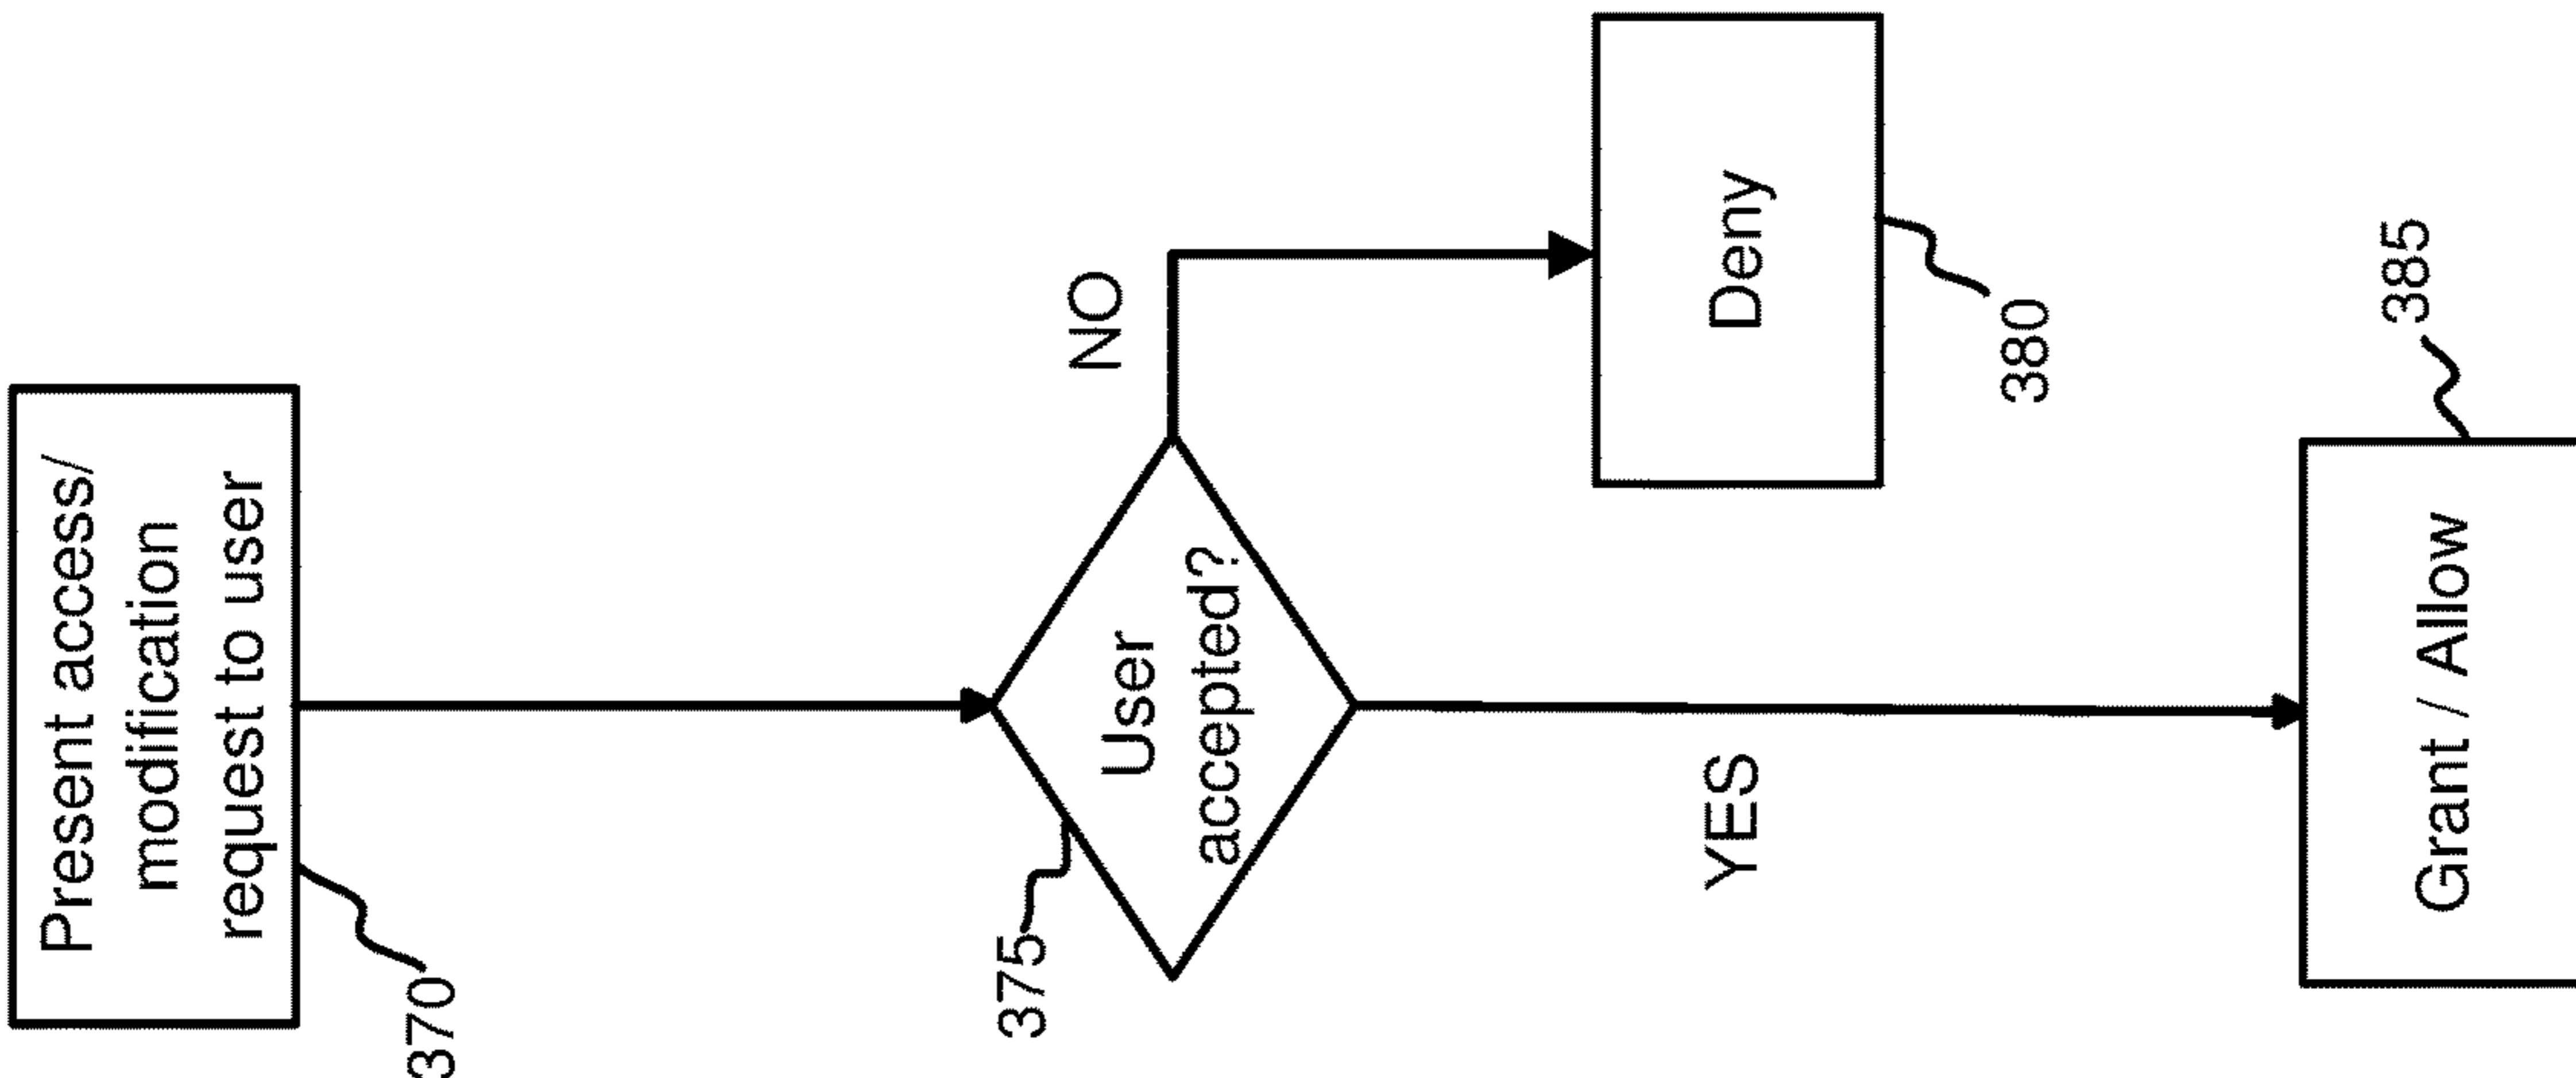 Present access/
modification
request to user
370
375
User
accepted?
NO
Deny
380
YES
385
Grant / Allow